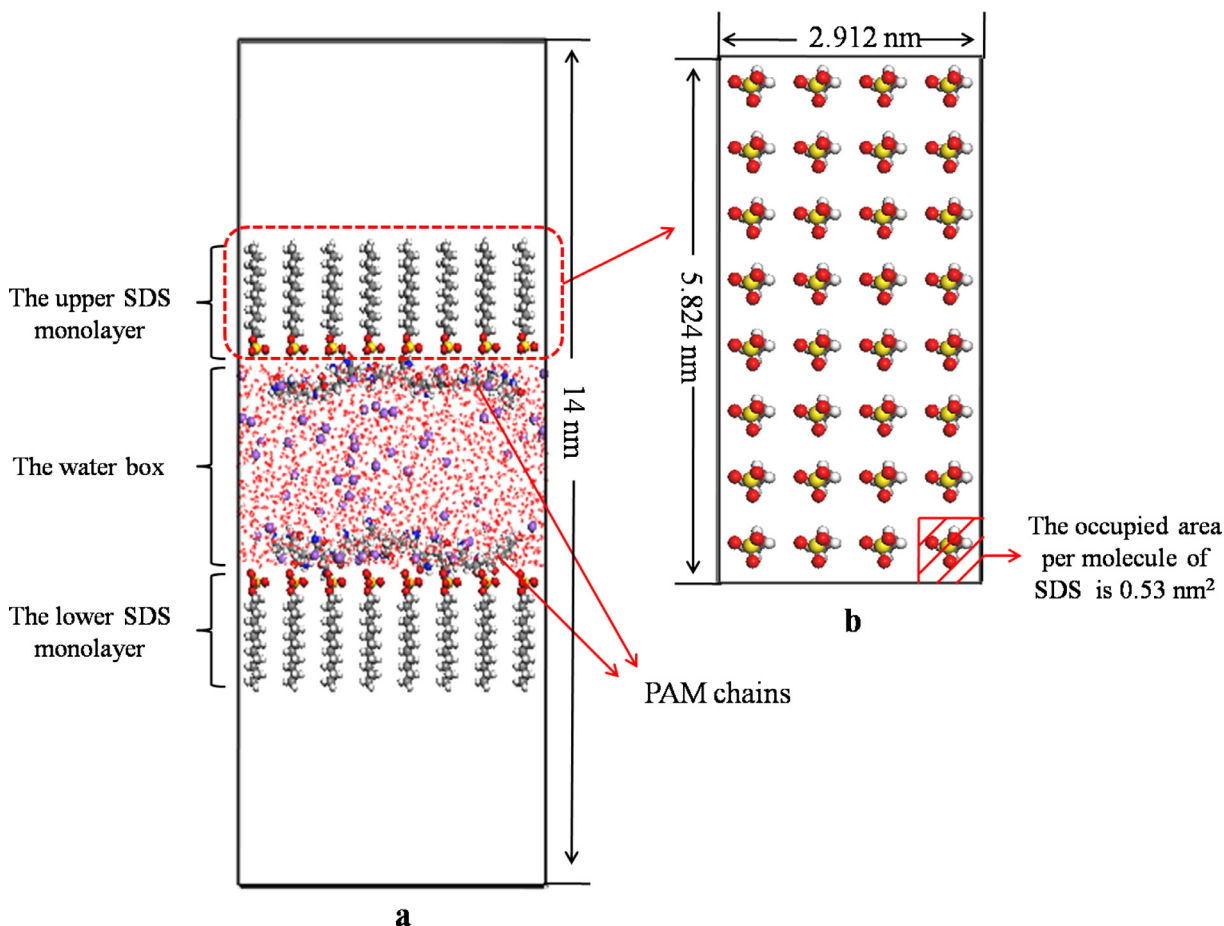 The upper SDS
monolayer
The water box
The lower SDS
monolayer
14 nm
PAM chains
a
2.912 nm
5.824 nm
The occupied area
per molecule of
SDS is 0.53 nm²
b